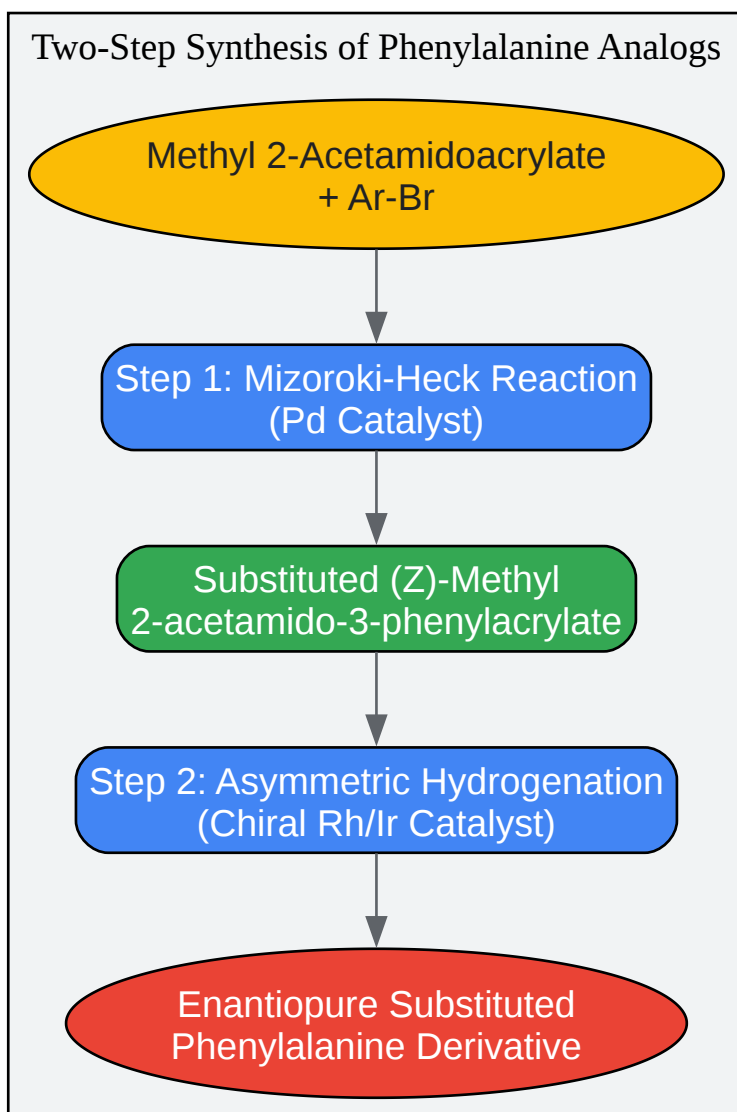 Two-Step Synthesis of Phenylalanine Analogs
Methyl 2-Acetamidoacrylate
+ Ar-Br
Step 1: Mizoroki-Heck Reaction
(Pd Catalyst)
Substituted (Z)-Methyl
2-acetamido-3-phenylacrylate
Step 2: Asymmetric Hydrogenation
(Chiral Rh/Ir Catalyst)
Enantiopure Substituted
Phenylalanine Derivative